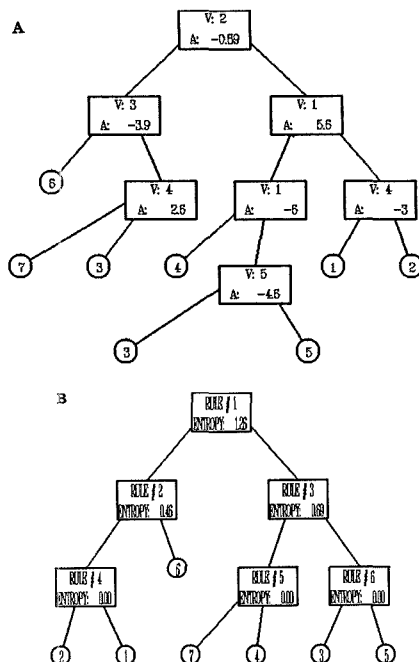 A
V: 2
A: -0.89
V: 3
A: -3.9
V: 1
A: 5.6
6
V: 4
A: 2.6
V: 1
A: -6
V: 4
A: -3
7
3
4
1
2
V: 5
A: -4.6
3
5
B
RULE # 1
ENTROPY: 1.26
RULE # 2
ENTROPY: 0.46
RULE # 3
ENTROPY: 0.69
6
RULE # 4
ENTROPY: 0.00
RULE # 5
ENTROPY: 0.00
RULE # 6
ENTROPY: 0.00
2
1
7
4
3
5